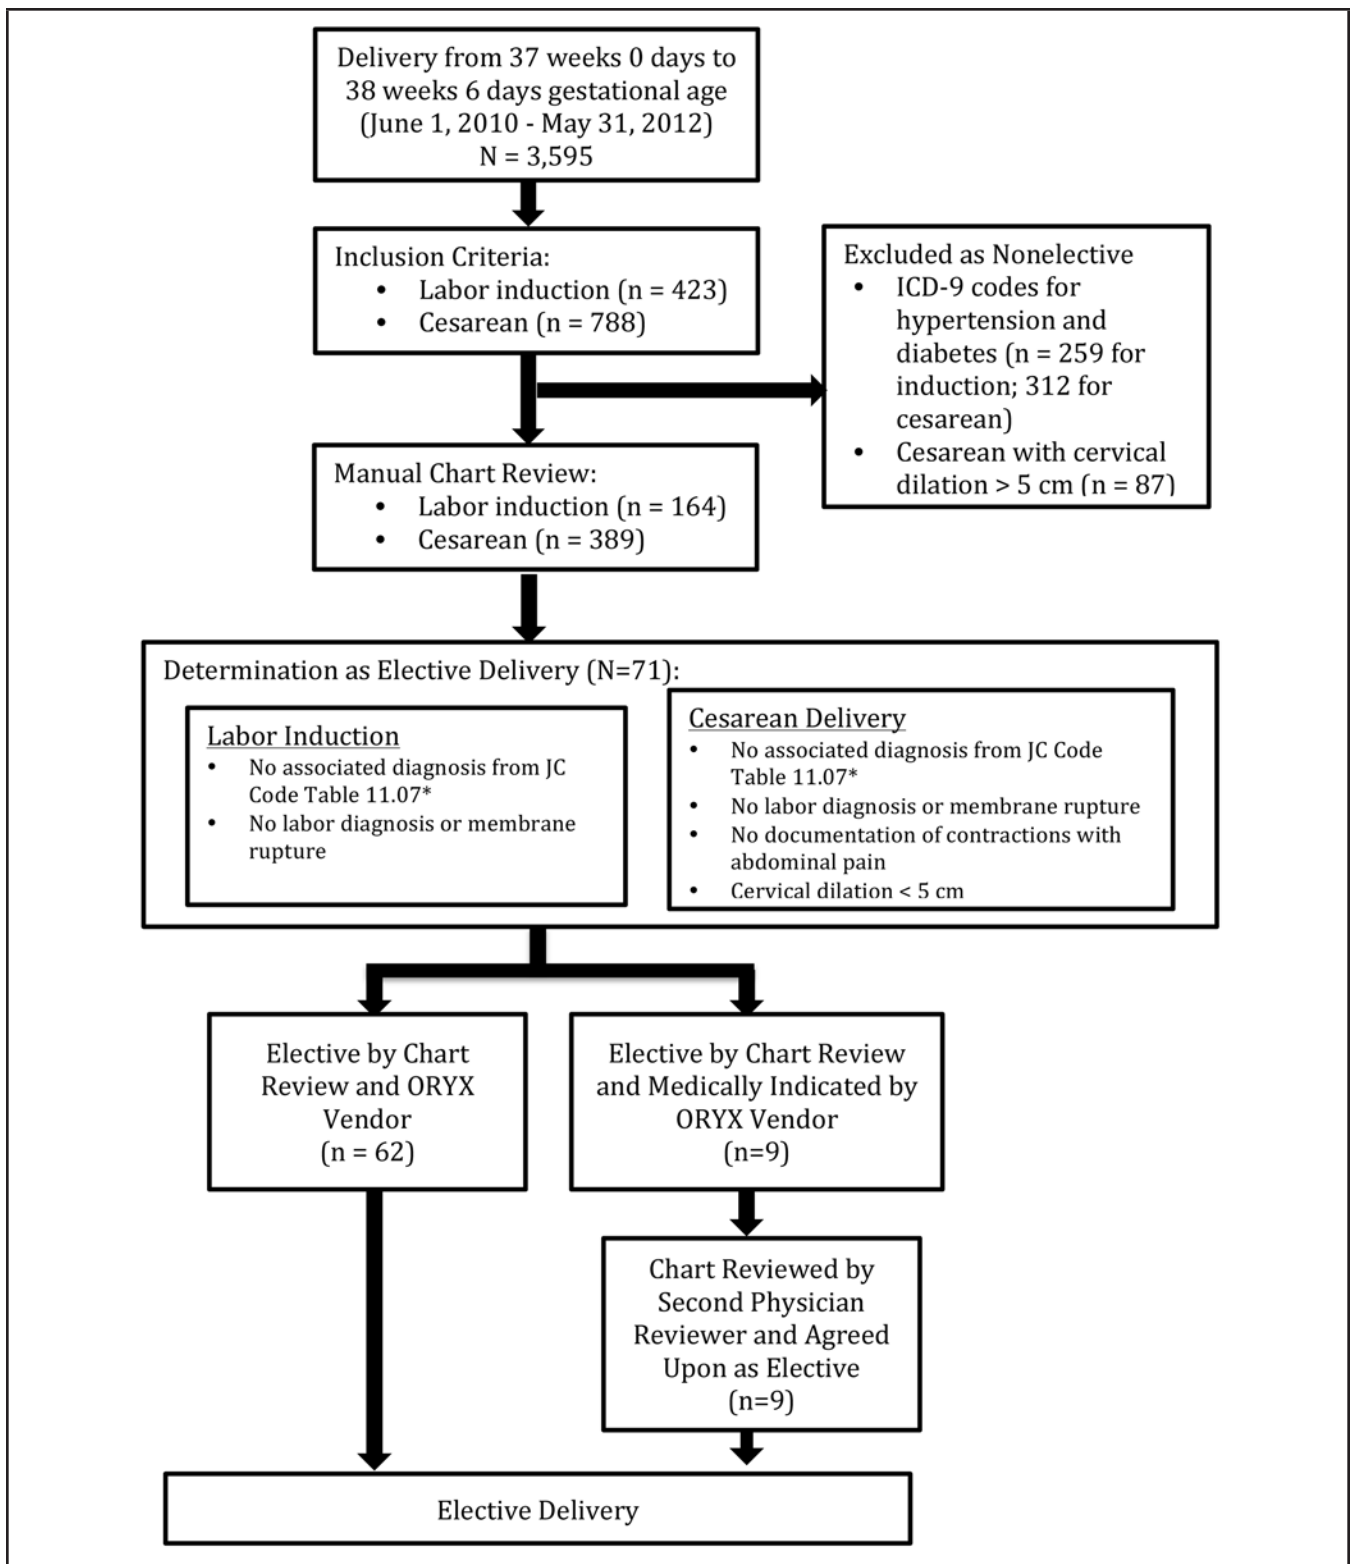 Delivery from 37 weeks 0 days to
38 weeks 6 days gestational age
(June 1, 2010 - May 31, 2012)
N = 3,595
Inclusion Criteria:
• Labor induction (n = 423)
• Cesarean (n = 788)
Excluded as Nonelective
• ICD-9 codes for
hypertension and
diabetes (n = 259 for
induction; 312 for
cesarean)
• Cesarean with cervical
dilation > 5 cm (n = 87)
Manual Chart Review:
• Labor induction (n = 164)
• Cesarean (n = 389)
Determination as Elective Delivery (N=71):
Labor Induction
• No associated diagnosis from JC
Code Table 11.07*
• No labor diagnosis or membrane
rupture
Cesarean Delivery
• No associated diagnosis from JC Code
Table 11.07*
• No labor diagnosis or membrane rupture
• No documentation of contractions with
abdominal pain
• Cervical dilation < 5 cm
Elective by Chart
Review and ORYX
Vendor
(n = 62)
Elective by Chart Review
and Medically Indicated by
ORYX Vendor
(n=9)
Chart Reviewed by
Second Physician
Reviewer and Agreed
Upon as Elective
(n=9)
Elective Delivery